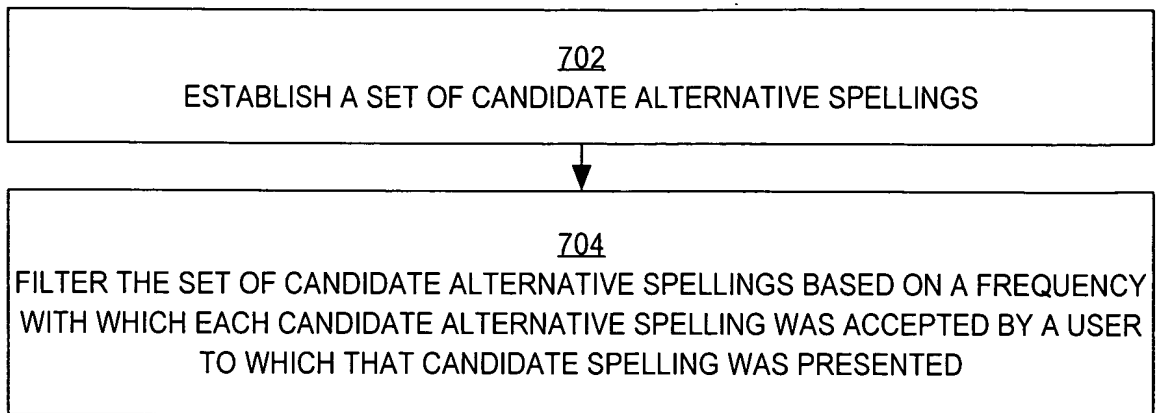 702
ESTABLISH A SET OF CANDIDATE ALTERNATIVE SPELLINGS
704
FILTER THE SET OF CANDIDATE ALTERNATIVE SPELLINGS BASED ON A FREQUENCY
WITH WHICH EACH CANDIDATE ALTERNATIVE SPELLING WAS ACCEPTED BY A USER
TO WHICH THAT CANDIDATE SPELLING WAS PRESENTED